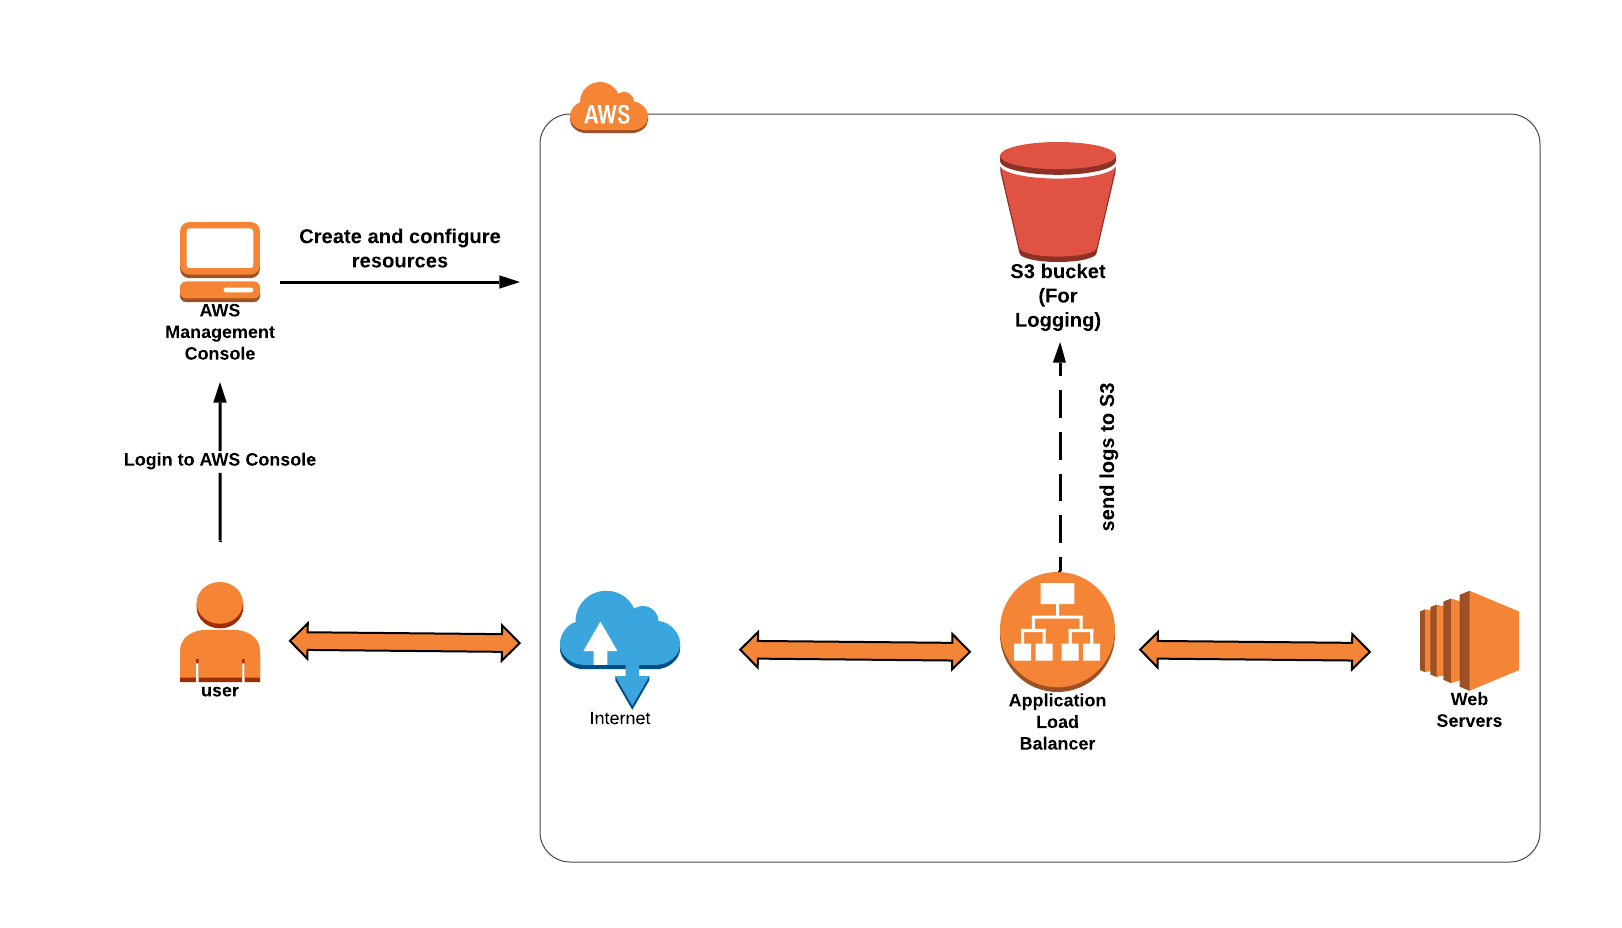 AWS
Create and configure
resources
S3 bucket
(For
Logging)
AWS
Management
Console
send logs to S3
Login to AWS Console
user
Internet
Application
Load
Balancer
Web
Servers